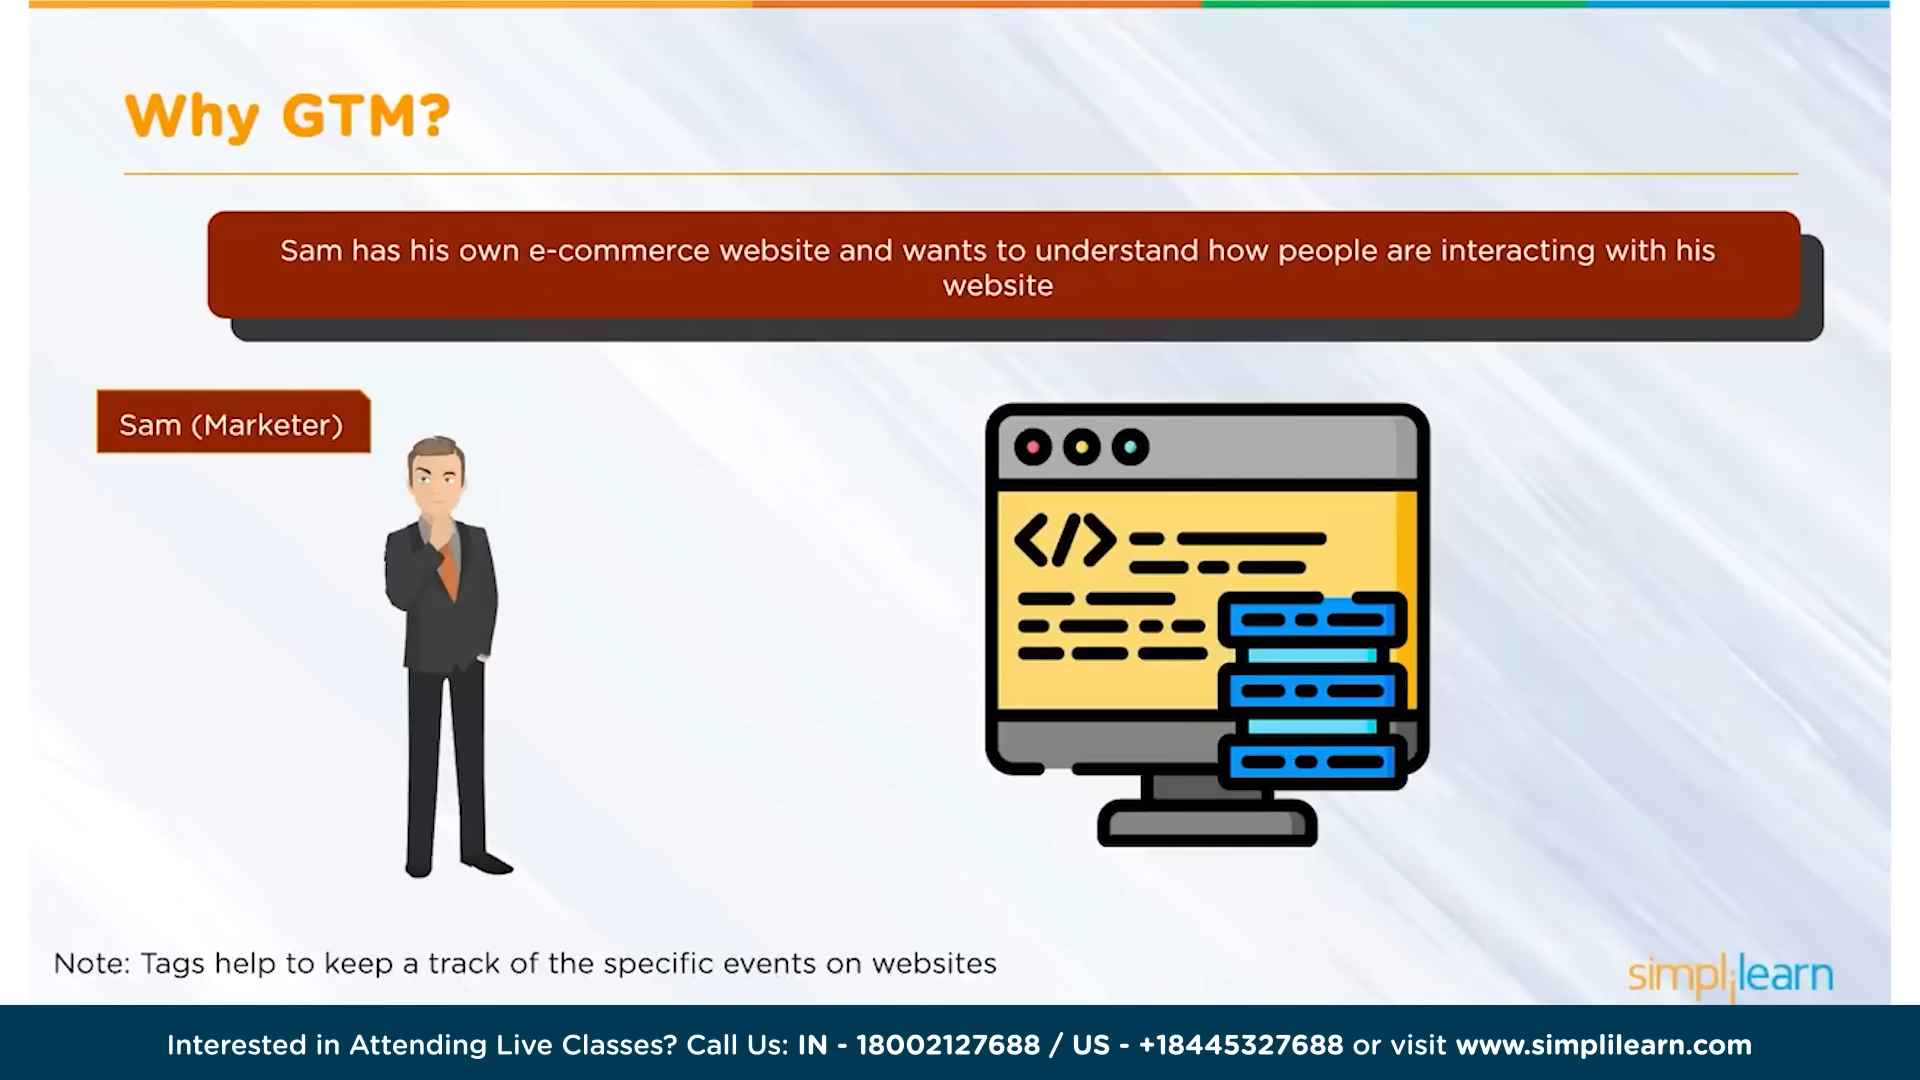 Why GTM?
Sam has his own e-commerce website and wants to understand how people are interacting with his
website
Sam (Marketer)
</>
Note: Tags help to keep a track of the specific events on websites
simplilearn
Interested in Attending Live Classes? Call Us: IN - 18002127688 / US - +18445327688 or visit www.simplilearn.com